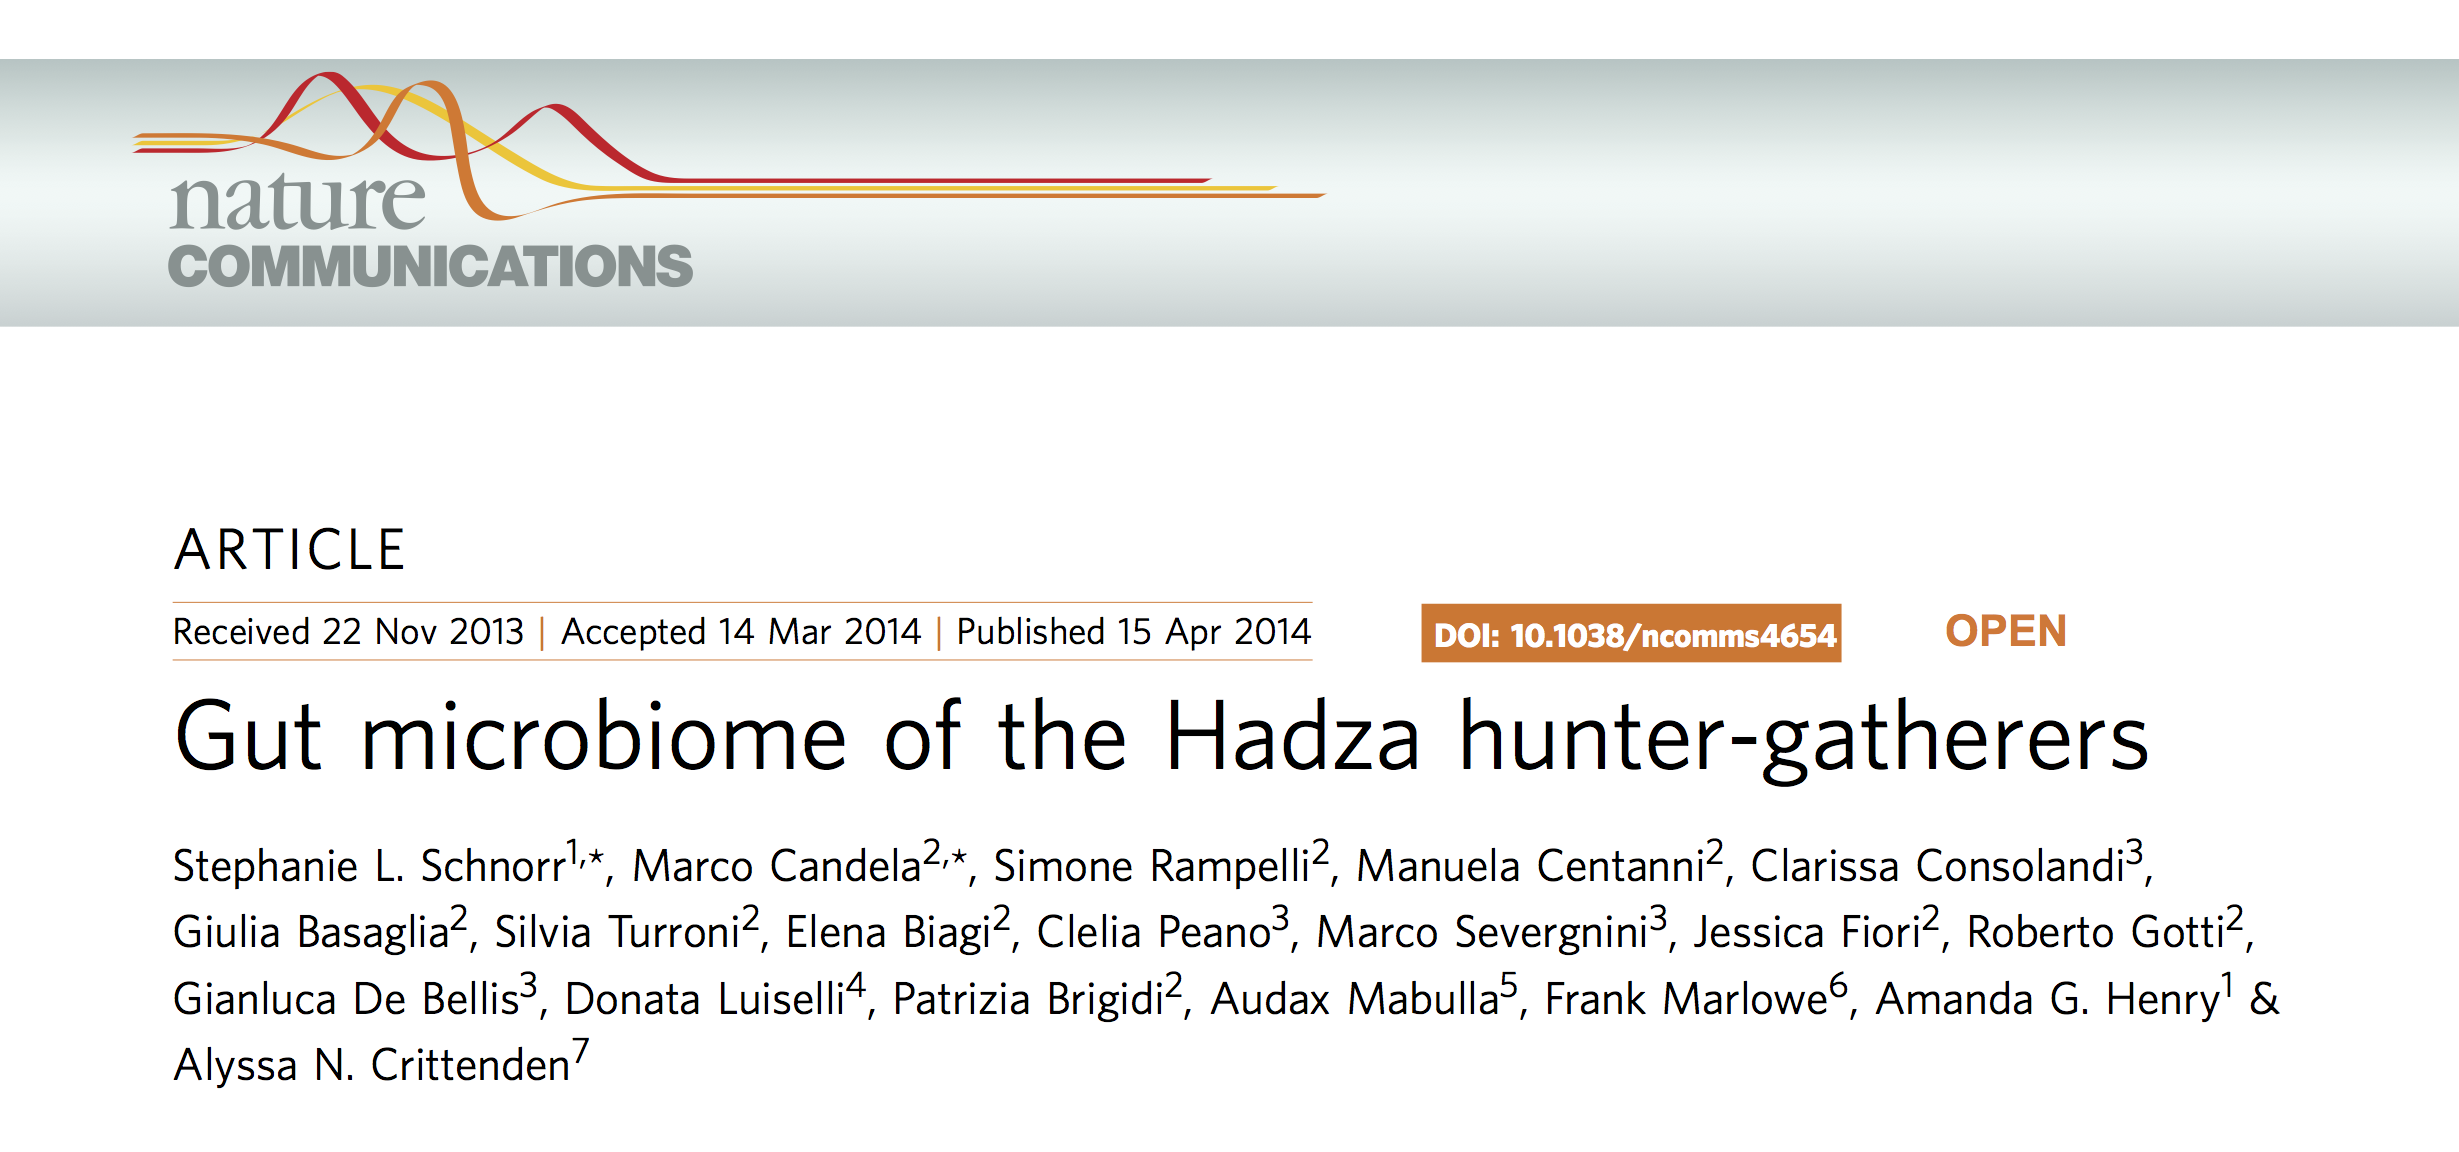 nature
COMMUNICATIONS
ARTICLE
Received 22 Nov 2013 | Accepted 14 Mar 2014 | Published 15 Apr 2014
DOI: 10.1038/ncomms4654
OPEN
Gut microbiome of the Hadza hunter-gatherers
Stephanie L. Schnorr1,*, Marco Candela2,*, Simone Rampelli2, Manuela Centanni2, Clarissa Consolandi3,
Giulia Basaglia2, Silvia Turroni2, Elena Biagi2, Clelia Peano3, Marco Severgnini3, Jessica Fiori2, Roberto Gotti2,
Gianluca De Bellis3, Donata Luiselli4, Patrizia Brigidi2, Audax Mabulla5, Frank Marlowe6, Amanda G. Henry1 &
Alyssa N. Crittenden7